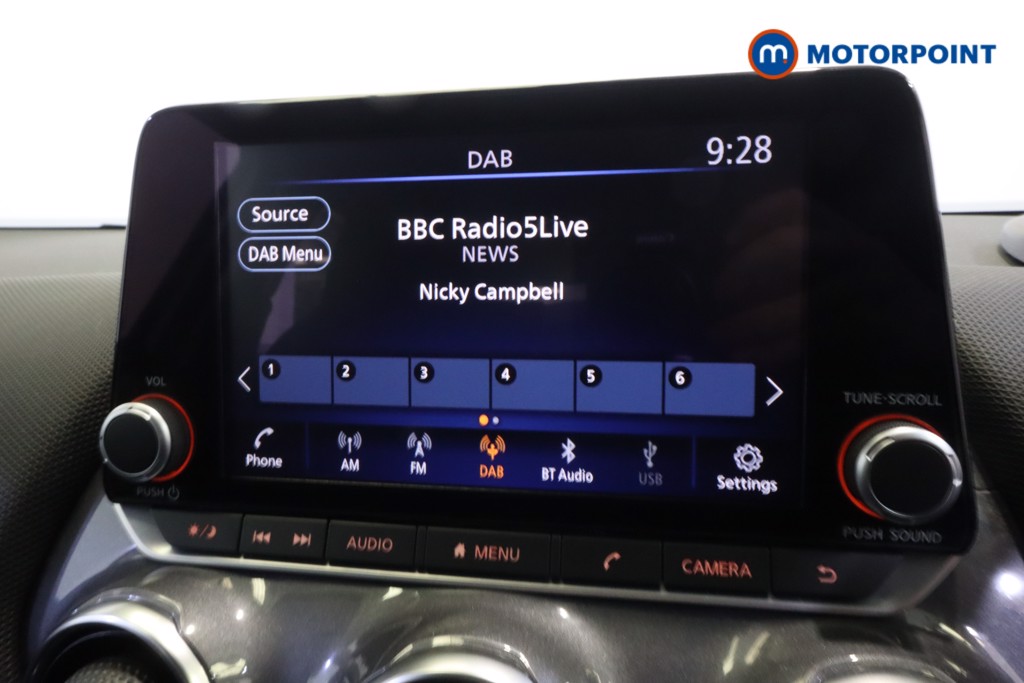 m MOTORPOINT
DAB
9:28
Source
DAB Menu
BBC Radio5Live
NEWS
Nicky Campbell
1 2 3 4 5 6
VOL
PUSH
TUNE·SCROLL
PUSH SOUND
Phone AM FM DAB BT Audio USB Settings
AUDIO MENU CAMERA